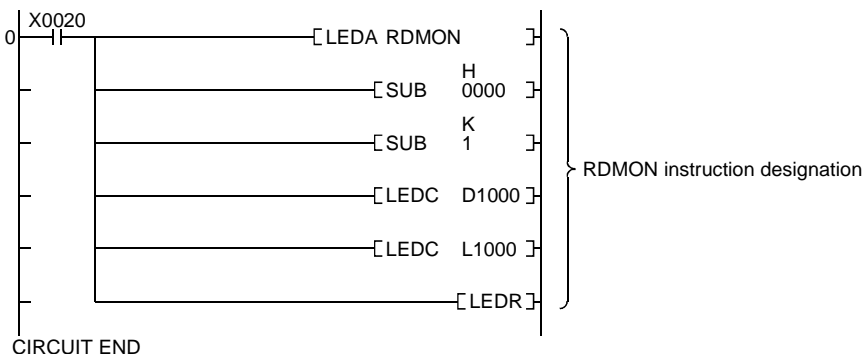 X0020
0 LEDA RDMON
H
SUB 0000
K
SUB 1
RDMON instruction designation
LEDC D1000
LEDC L1000
LEDR
CIRCUIT END